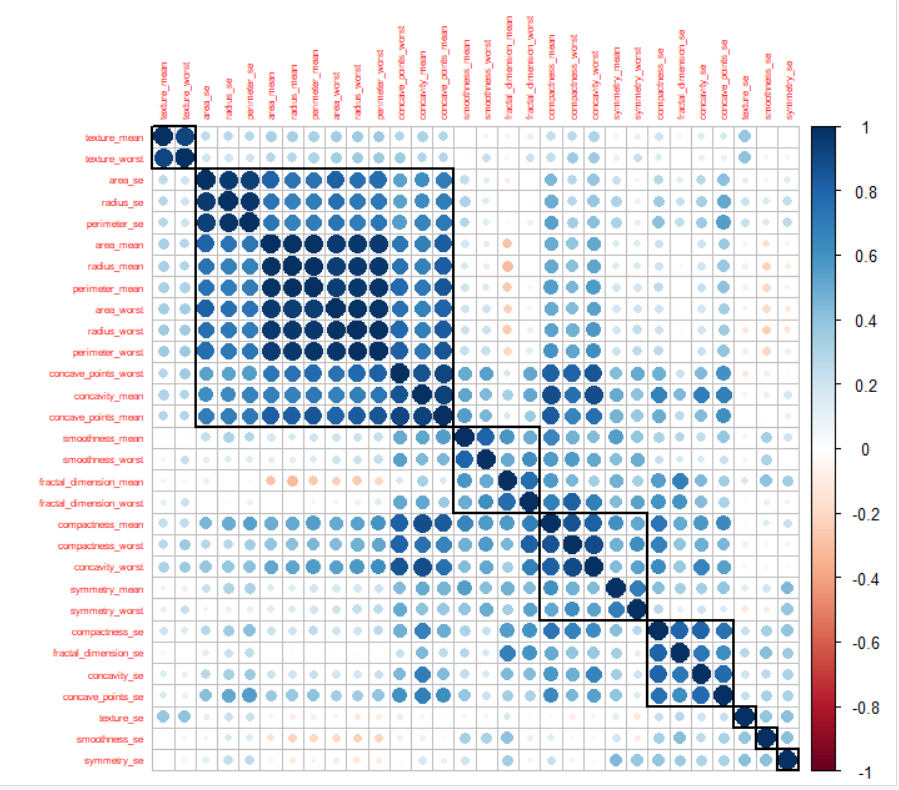 texture_mean
texture_worst
area_se
radius_se
perimeter_se
area_mean
radius_mean
perimeter_mean
area_worst
radius_worst
perimeter_worst
concave_points_worst
concavity_mean
concave_points_mean
smoothness_mean
smoothness_worst
fractal_dimension_mean
fractal_dimension_worst
compactness_mean
compactness_worst
concavity_worst
symmetry_mean
symmetry_worst
compactness_se
fractal_dimension_se
concavity_se
concave_points_se
texture_se
smoothness_se
symmetry_se
texture_mean
texture_worst
area_se
radius_se
perimeter_se
area_mean
radius_mean
perimeter_mean
area_worst
radius_worst
perimeter_worst
concave_points_worst
concavity_mean
concave_points_mean
smoothness_mean
smoothness_worst
fractal_dimension_mean
fractal_dimension_worst
compactness_mean
compactness_worst
concavity_worst
symmetry_mean
symmetry_worst
compactness_se
fractal_dimension_se
concavity_se
concave_points_se
texture_se
smoothness_se
symmetry_se
1
0.8
0.6
0.4
0.2
0
-0.2
-0.4
-0.6
-0.8
-1